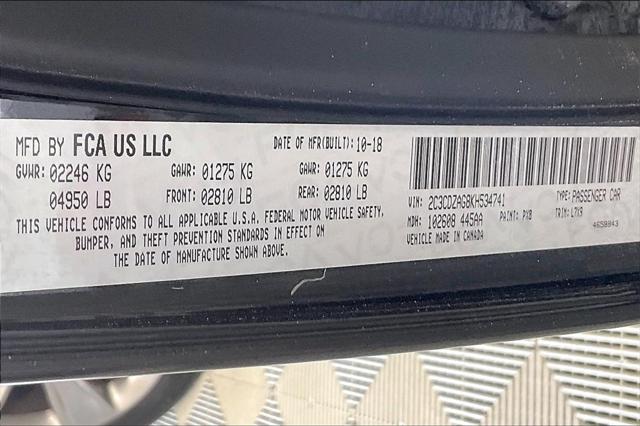 MFD BY FCA US LLC
DATE OF MFR(BUILT): 10-18
GVWR: 02246 KG
GAWR: 01275 KG
GAWR: 01275 KG
04950 LB
FRONT: 02810 LB
REAR: 02810 LB
THIS VEHICLE CONFORMS TO ALL APPLICABLE U.S.A. FEDERAL MOTOR VEHICLE SAFETY,
BUMPER, AND THEFT PREVENTION STANDARDS IN EFFECT ON
THE DATE OF MANUFACTURE SHOWN ABOVE.
VIN: 2C3CDZAG8KH534741
TYPE: PASSENGER CAR
MDH: 102608 445AA
PAINT: PX8
TRIM: L7X9
VEHICLE MADE IN CANADA
4658843